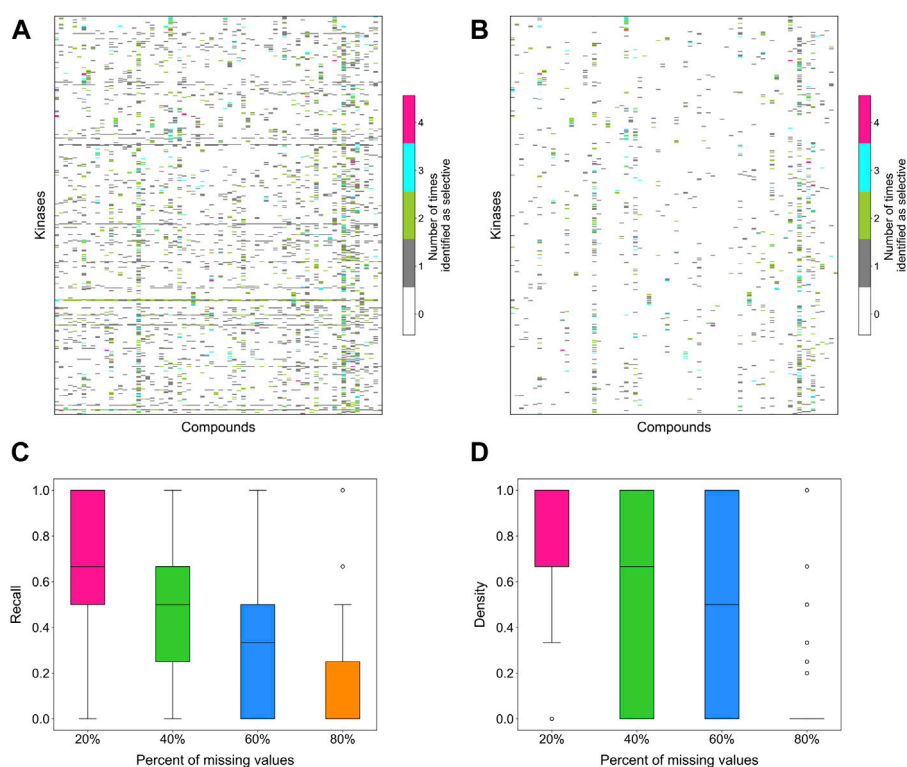 A
B
Kinases
Compounds
4
3
2
1
0
Number of times
identified as selective
Kinases
Compounds
4
3
2
1
0
Number of times
identified as selective
C
D
1.0
0.8
0.6
0.4
0.2
0.0
Recall
20% 40% 60% 80%
Percent of missing values
1.0
0.8
0.6
0.4
0.2
0.0
Density
20% 40% 60% 80%
Percent of missing values